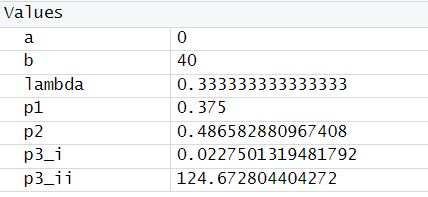 Values
a 0
b 40
lambda 0.333333333333333
p1 0.375
p2 0.486582880967408
p3_i 0.0227501319481792
p3_ii 124.672804404272